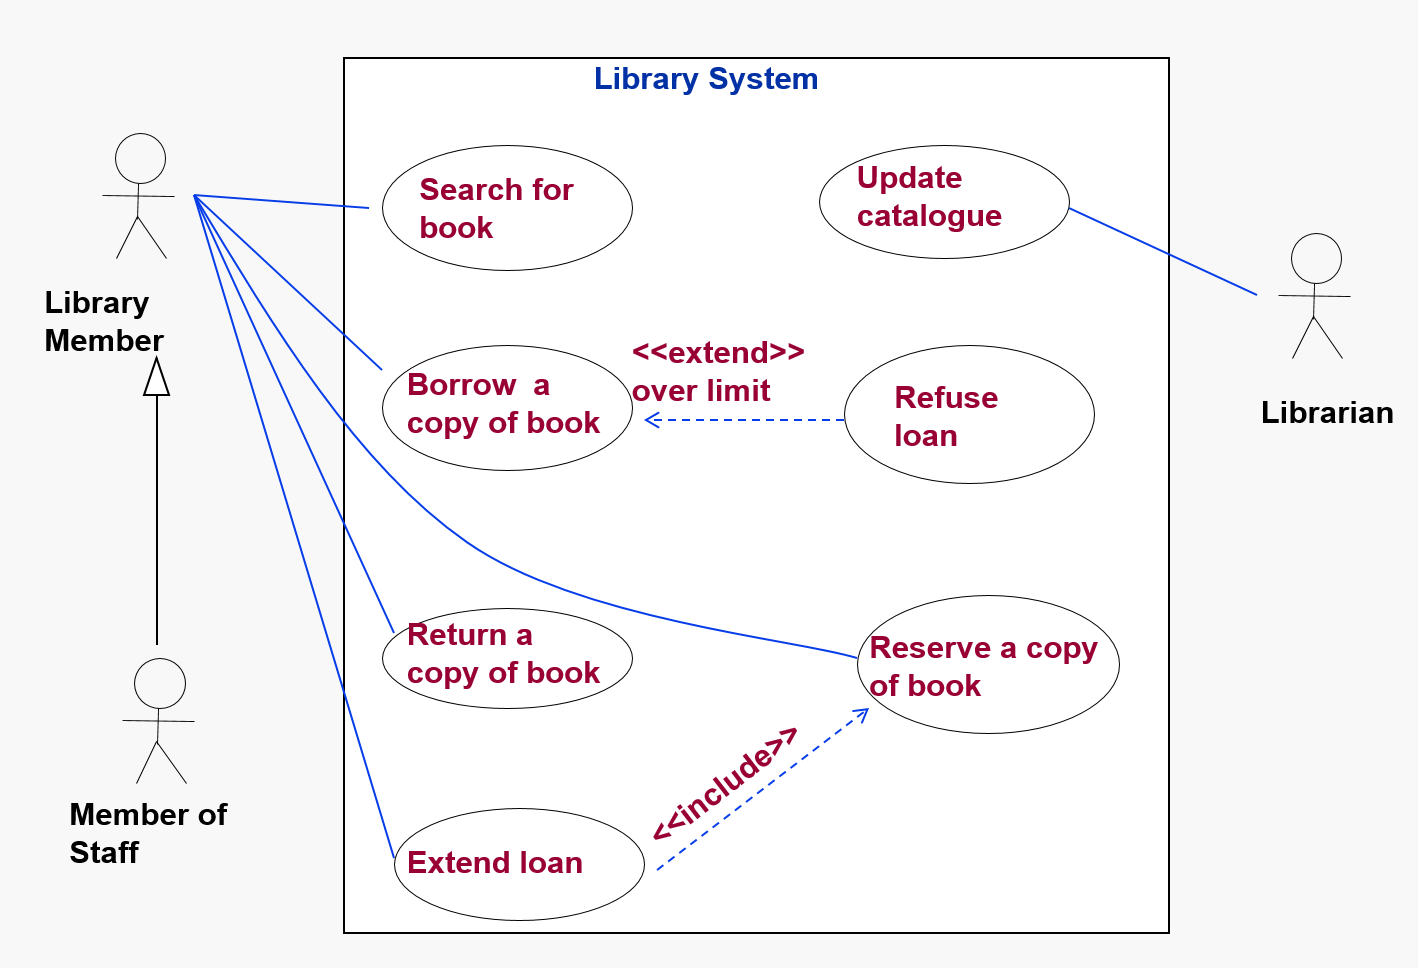 Library System
Search for
book
Update
catalogue
Library
Member
<<extend>>
over limit
Borrow  a
copy of book
Refuse
loan
Librarian
Return a
copy of book
Reserve a copy
of book
<<include>>
Member of
Staff
Extend loan